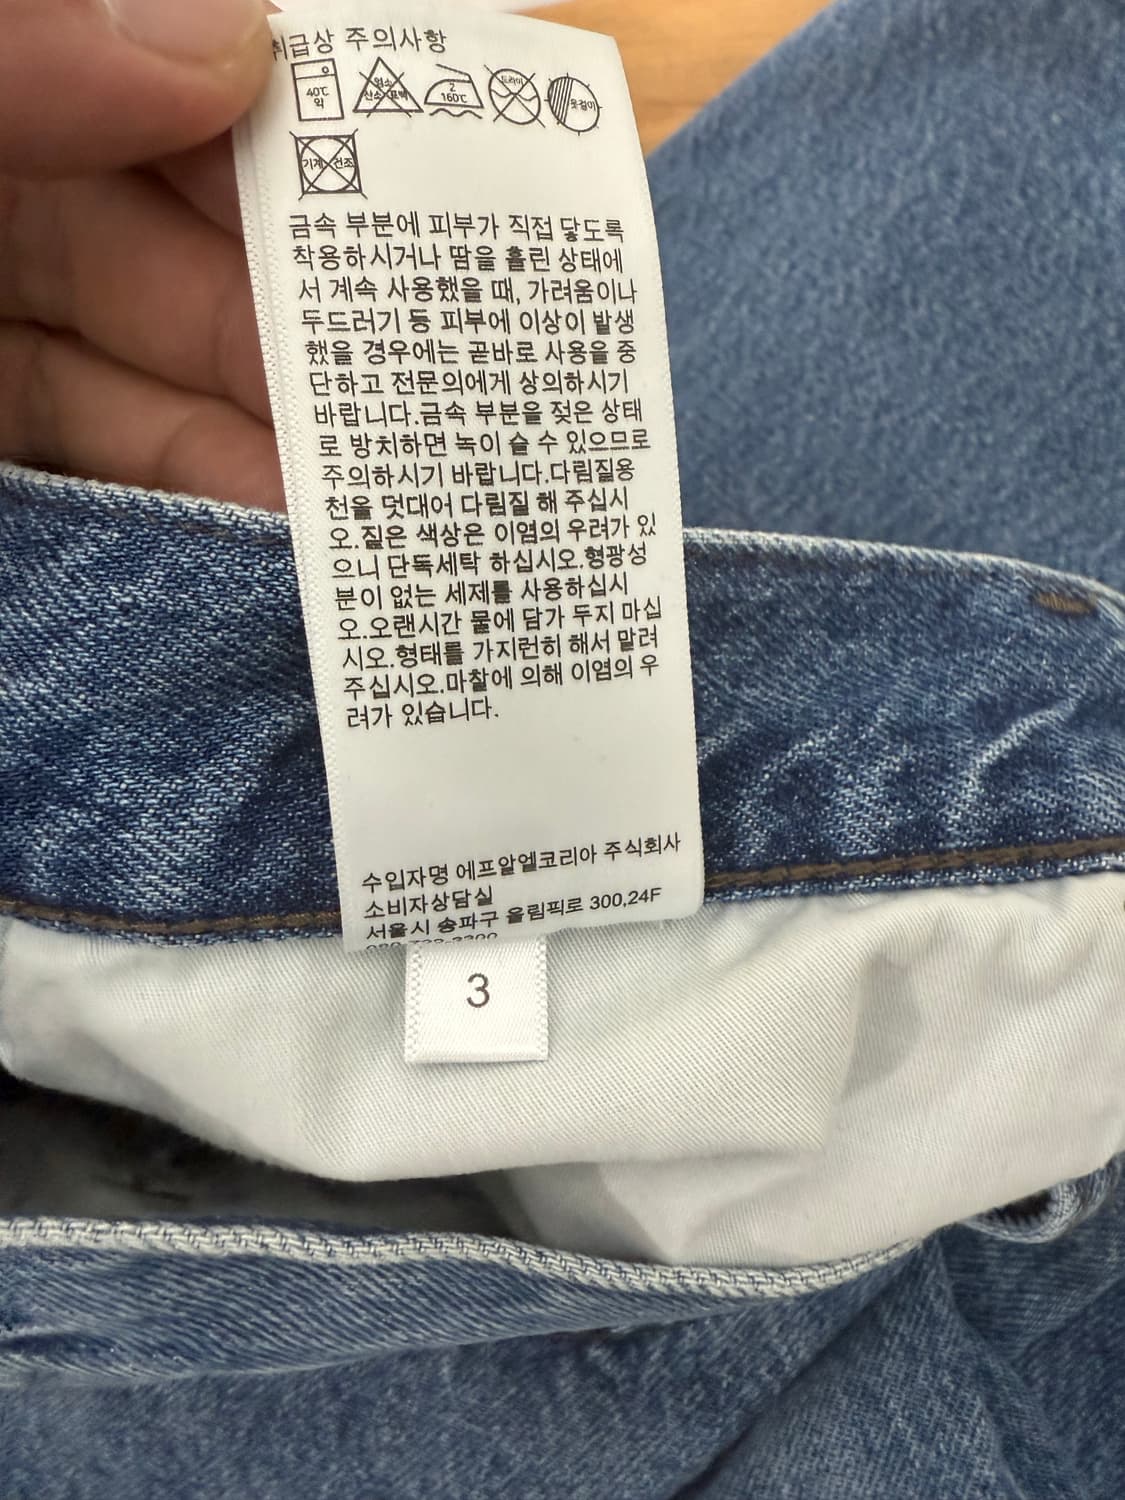 취급상 주의사항
40℃
약
염소
산소 표백
2
160℃
드라이
옷걸이
기계 건조
금속 부분에 피부가 직접 닿도록
착용하시거나 땀을 흘린 상태에
서 계속 사용했을 때, 가려움이나
두드러기 등 피부에 이상이 발생
했을 경우에는 곧바로 사용을 중
단하고 전문의에게 상의하시기
바랍니다.금속 부분을 젖은 상태
로 방치하면 녹이 슬 수 있으므로
주의하시기 바랍니다.다림질용
천을 덧대어 다림질 해 주십시
오.짙은 색상은 이염의 우려가 있
으니 단독세탁 하십시오.형광성
분이 없는 세제를 사용하십시
오.오랜시간 물에 담가 두지 마십
시오.형태를 가지런히 해서 말려
주십시오.마찰에 의해 이염의 우
려가 있습니다.
수입자명 에프알엘코리아 주식회사
소비자상담실
서울시 송파구 올림픽로 300,24F
3